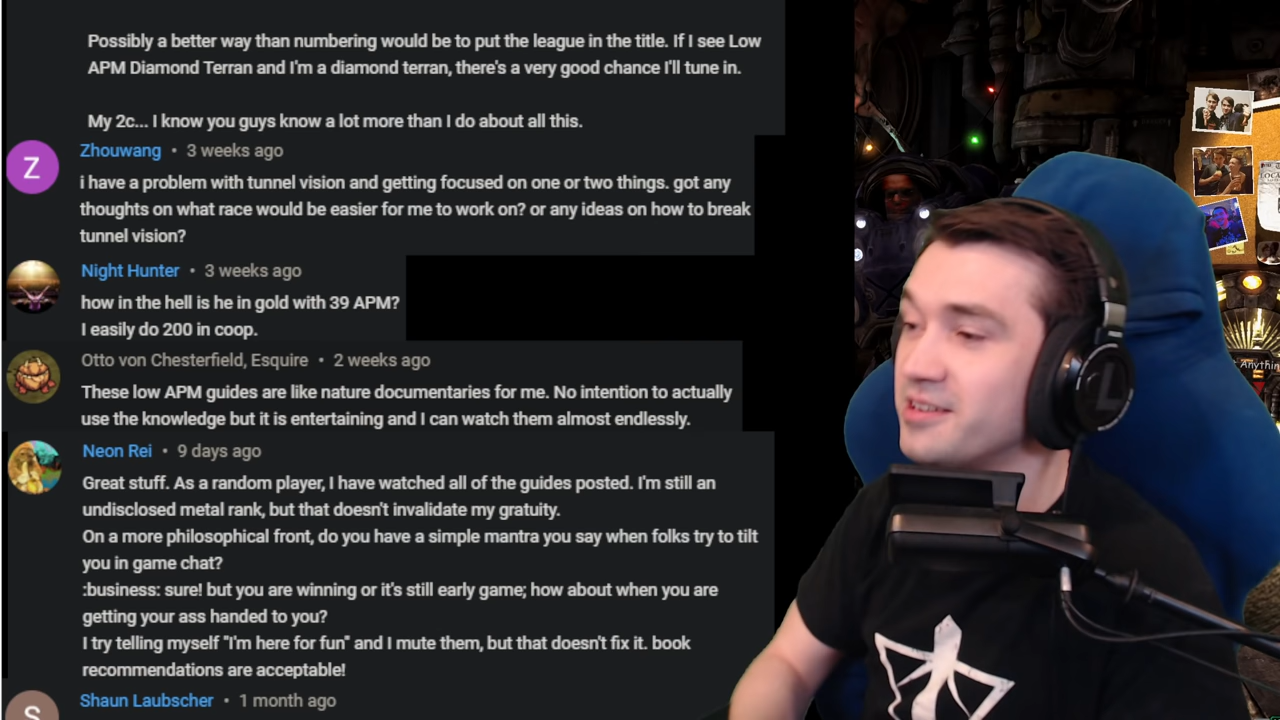 Possibly a better way than numbering would be to put the league in the title. If I see Low
APM Diamond Terran and I'm a diamond terran, there's a very good chance I'll tune in.
My 2c... I know you guys know a lot more than I do about all this.
Z
Zhouwang • 3 weeks ago
i have a problem with tunnel vision and getting focused on one or two things. got any
thoughts on what race would be easier for me to work on? or any ideas on how to break
tunnel vision?
Night Hunter • 3 weeks ago
how in the hell is he in gold with 39 APM?
I easily do 200 in coop.
Otto von Chesterfield, Esquire • 2 weeks ago
These low APM guides are like nature documentaries for me. No intention to actually
use the knowledge but it is entertaining and I can watch them almost endlessly.
Neon Rei • 9 days ago
Great stuff. As a random player, I have watched all of the guides posted. I'm still an
undisclosed metal rank, but that doesn't invalidate my gratuity.
On a more philosophical front, do you have a simple mantra you say when folks try to tilt
you in game chat?
:business: sure! but you are winning or it's still early game; how about when you are
getting your ass handed to you?
I try telling myself "I'm here for fun" and I mute them, but that doesn't fix it. book
recommendations are acceptable!
S
Shaun Laubscher • 1 month ago